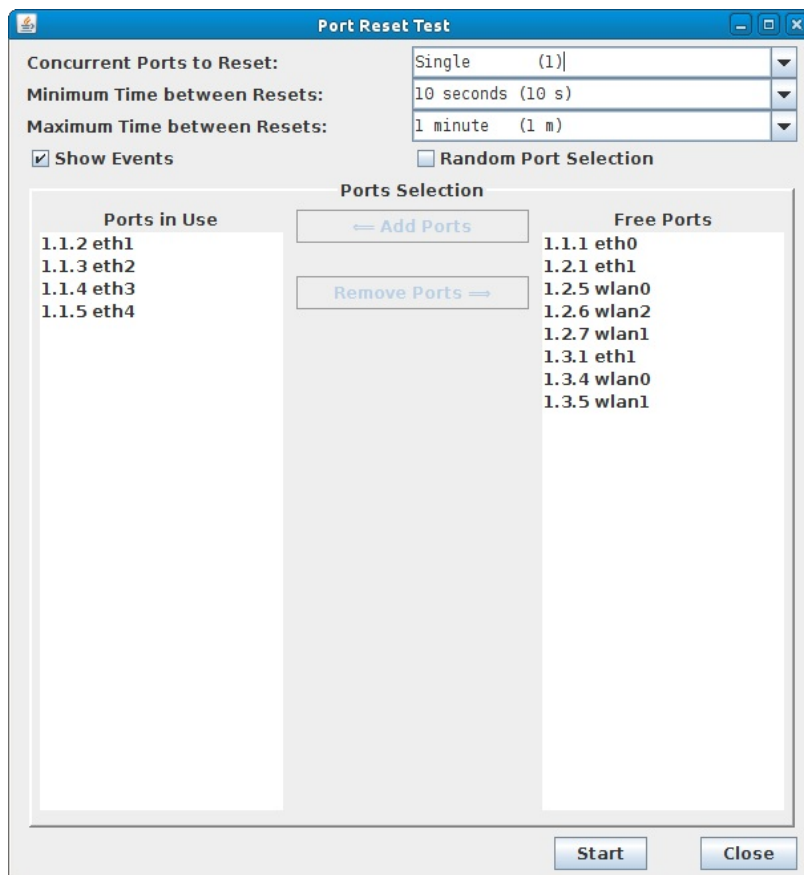 Port Reset Test
Concurrent Ports to Reset: Single (1)
Minimum Time between Resets: 10 seconds (10 s)
Maximum Time between Resets: 1 minute (1 m)
Show Events Random Port Selection
Ports Selection
Ports in Use
1.1.2 eth1
1.1.3 eth2
1.1.4 eth3
1.1.5 eth4
⇐ Add Ports
Remove Ports ⇒
Free Ports
1.1.1 eth0
1.2.1 eth1
1.2.5 wlan0
1.2.6 wlan2
1.2.7 wlan1
1.3.1 eth1
1.3.4 wlan0
1.3.5 wlan1
Start Close